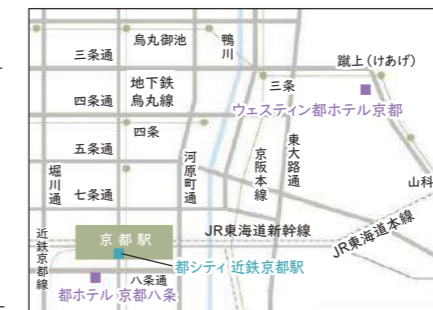 烏丸御池
鴨川
三条通
蹴上(けあげ)
地下鉄
烏丸線
三条
四条通
ウェスティン都ホテル京都
四条
五条通
堀川通
河原町通
京阪本線
東大路通
七条通
山科
近鉄京都線
京都駅
JR東海道新幹線
JR東海道本線
都シティ 近鉄京都駅
八条通
都ホテル 京都八条